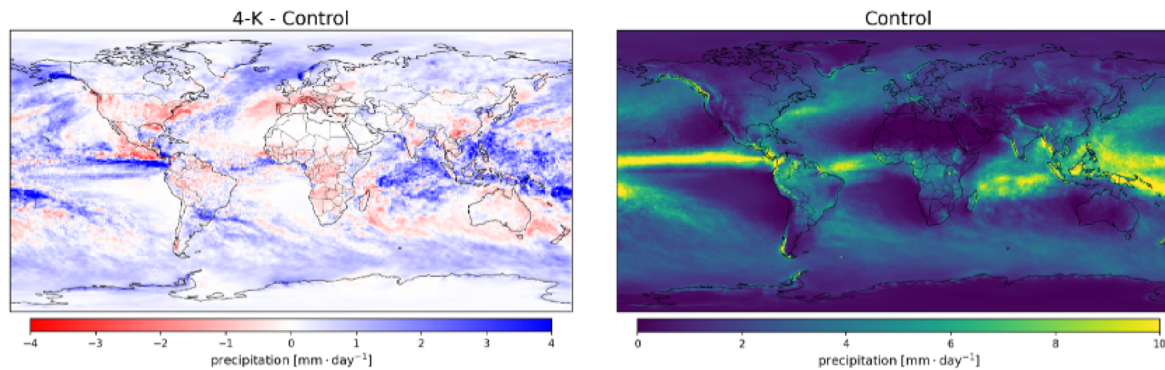 4-K - Control
−4 −3 −2 −1 0 1 2 3 4
precipitation [mm · day⁻¹]
Control
0 2 4 6 8 10
precipitation [mm · day⁻¹]